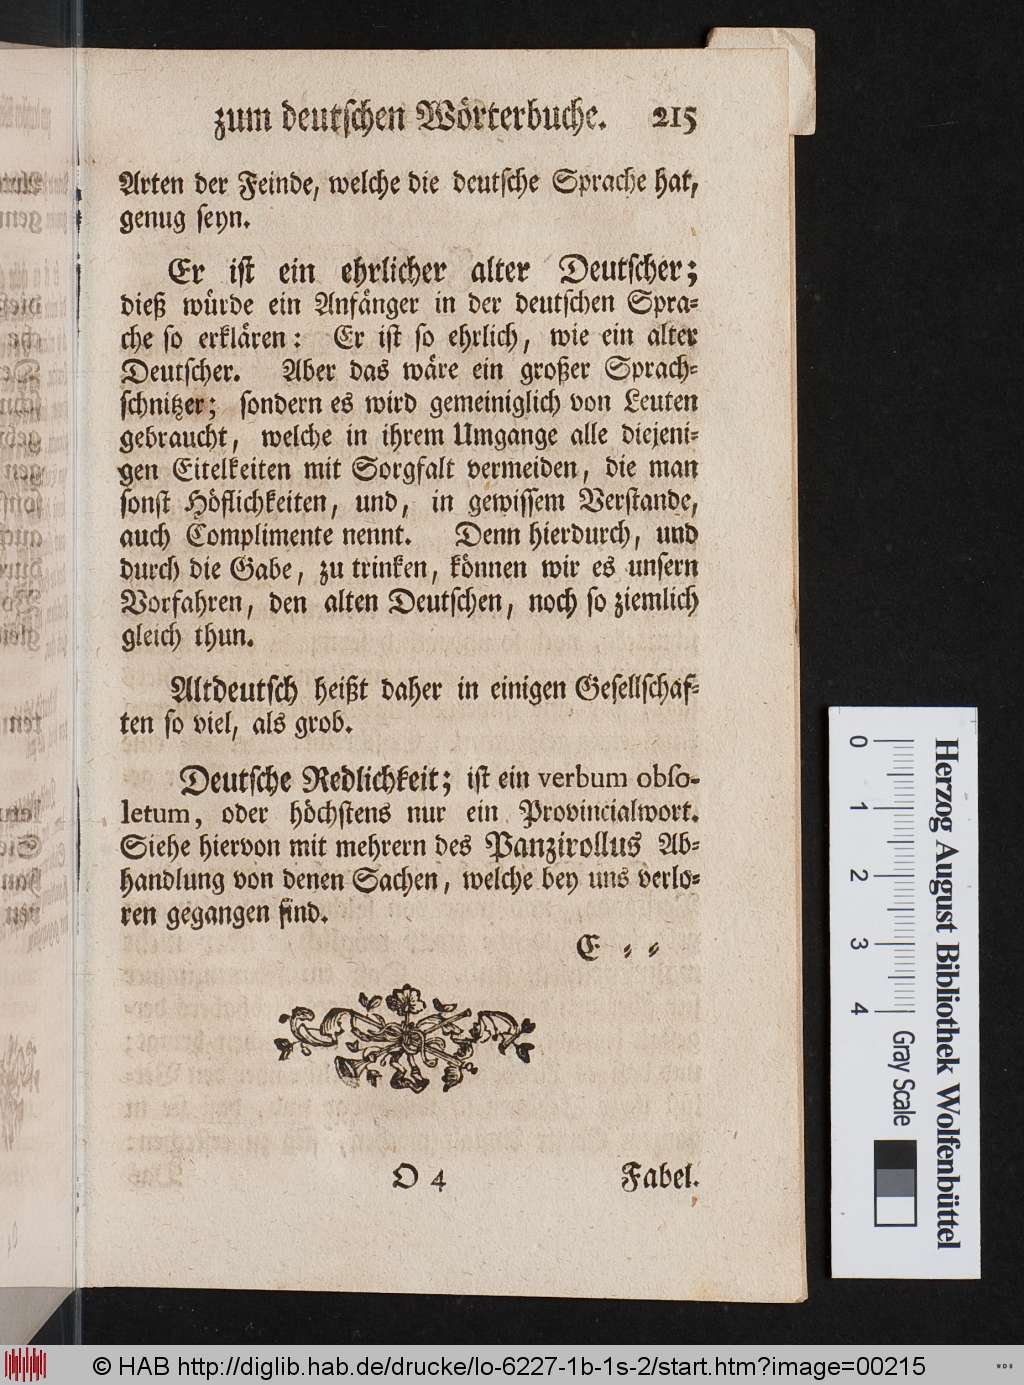 zum deutschen Wörterbuche. 215
Arten der Feinde, welche die deutsche Sprache hat,
genug seyn.
Er ist ein ehrlicher alter Deutscher;
dieß würde ein Anfänger in der deutschen Spra-
che so erklären: Er ist so ehrlich, wie ein alter
Deutscher. Aber das wäre ein großer Sprach-
schnitzer; sondern es wird gemeiniglich von Leuten
gebraucht, welche in ihrem Umgange alle diejeni-
gen Eitelkeiten mit Sorgfalt vermeiden, die man
sonst Höflichkeiten, und, in gewissem Verstande,
auch Complimente nennt. Denn hierdurch, und
durch die Gabe, zu trinken, können wir es unsern
Vorfahren, den alten Deutschen, noch so ziemlich
gleich thun.
Altdeutsch heißt daher in einigen Gesellschaf-
ten so viel, als grob.
Deutsche Redlichkeit; ist ein verbum obso-
letum, oder höchstens nur ein Provincialwort.
Siehe hiervon mit mehrern des Panzirollus Ab-
handlung von denen Sachen, welche bey uns verlo-
ren gegangen sind.
E - -
O 4 Fabel.
0 1 2 3 4
Herzog August Bibliothek Wolfenbüttel
Gray Scale
© HAB http://diglib.hab.de/drucke/lo-6227-1b-1s-2/start.htm?image=00215